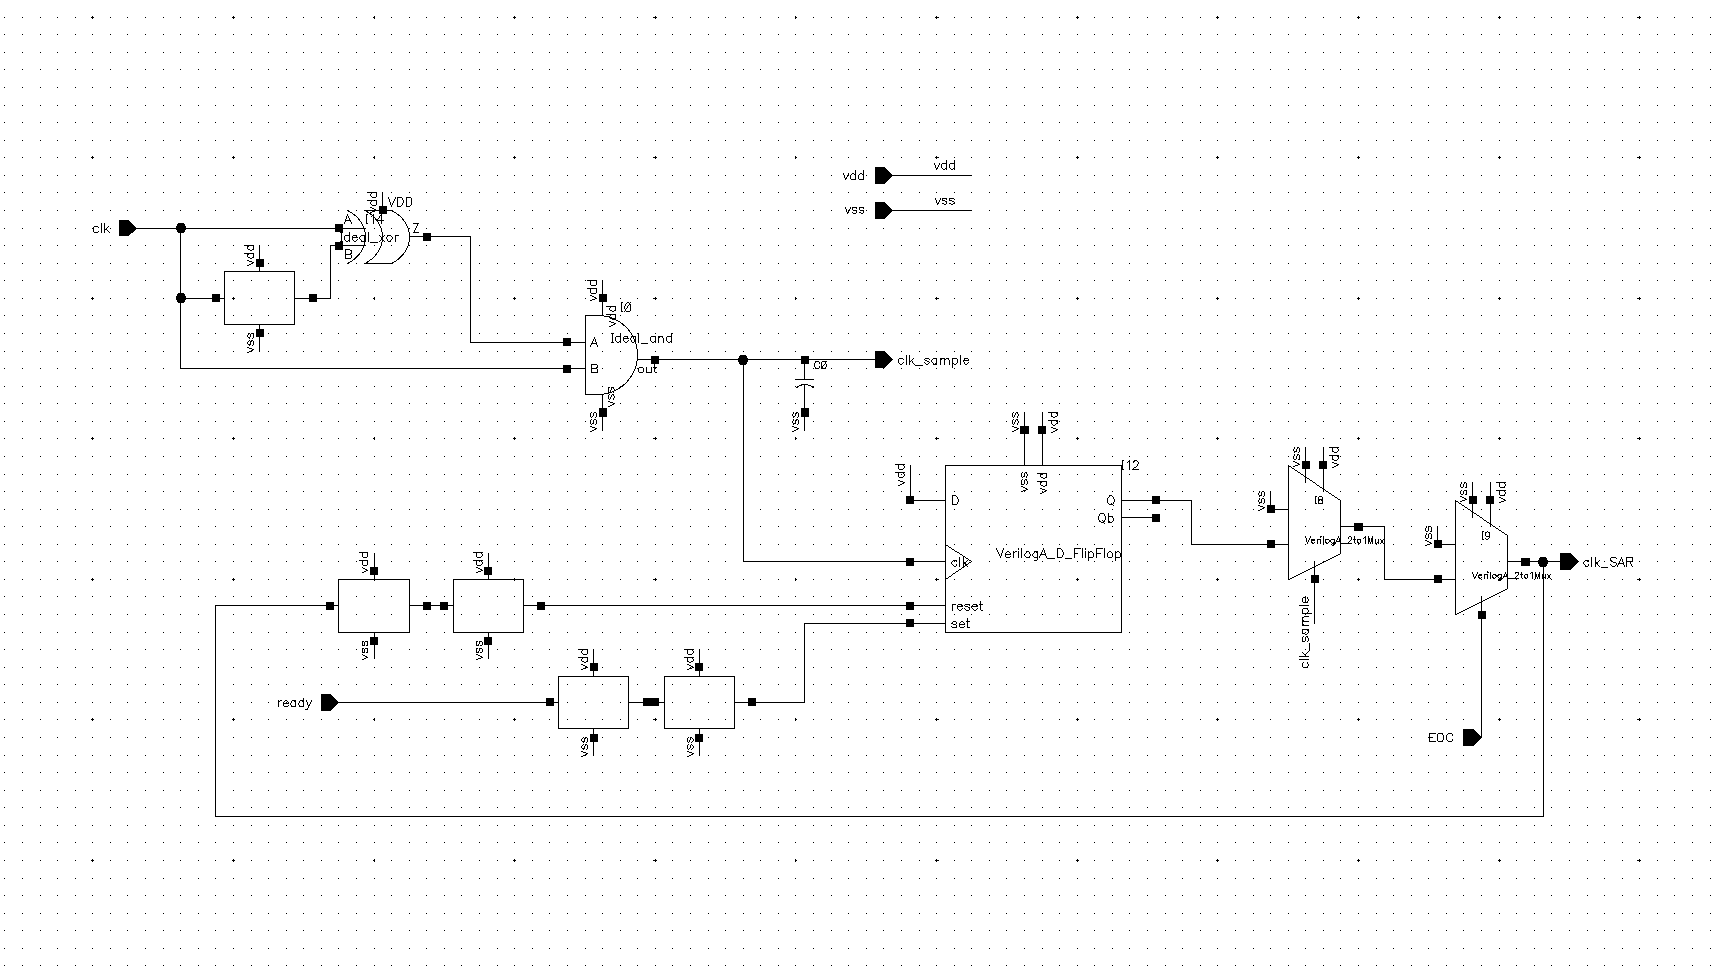 vdd
vdd
vss
vss
clk
vdd
VDD
A
I14
Ideal_xor
B
Z
vdd
vss
vdd
I0
vdd
Ideal_and
A
B
out
vss
vss
C0
vss
clk_sample
vss
vdd
I12
vdd
vss
vdd
D
Q
Qb
VerilogA_D_FlipFlop
clk
reset
set
vss
vdd
vss
I8
VerilogA_2to1Mux
clk_sample
vss
vdd
vss
I9
VerilogA_2to1Mux
clk_SAR
EOC
vdd
vdd
vss
vss
ready
vdd
vdd
vss
vss